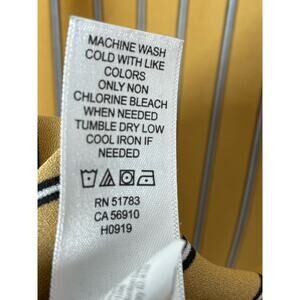 MACHINE WASH
COLD WITH LIKE
COLORS
ONLY NON
CHLORINE BLEACH
WHEN NEEDED
TUMBLE DRY LOW
COOL IRON IF
NEEDED
RN 51783
CA 56910
H0919